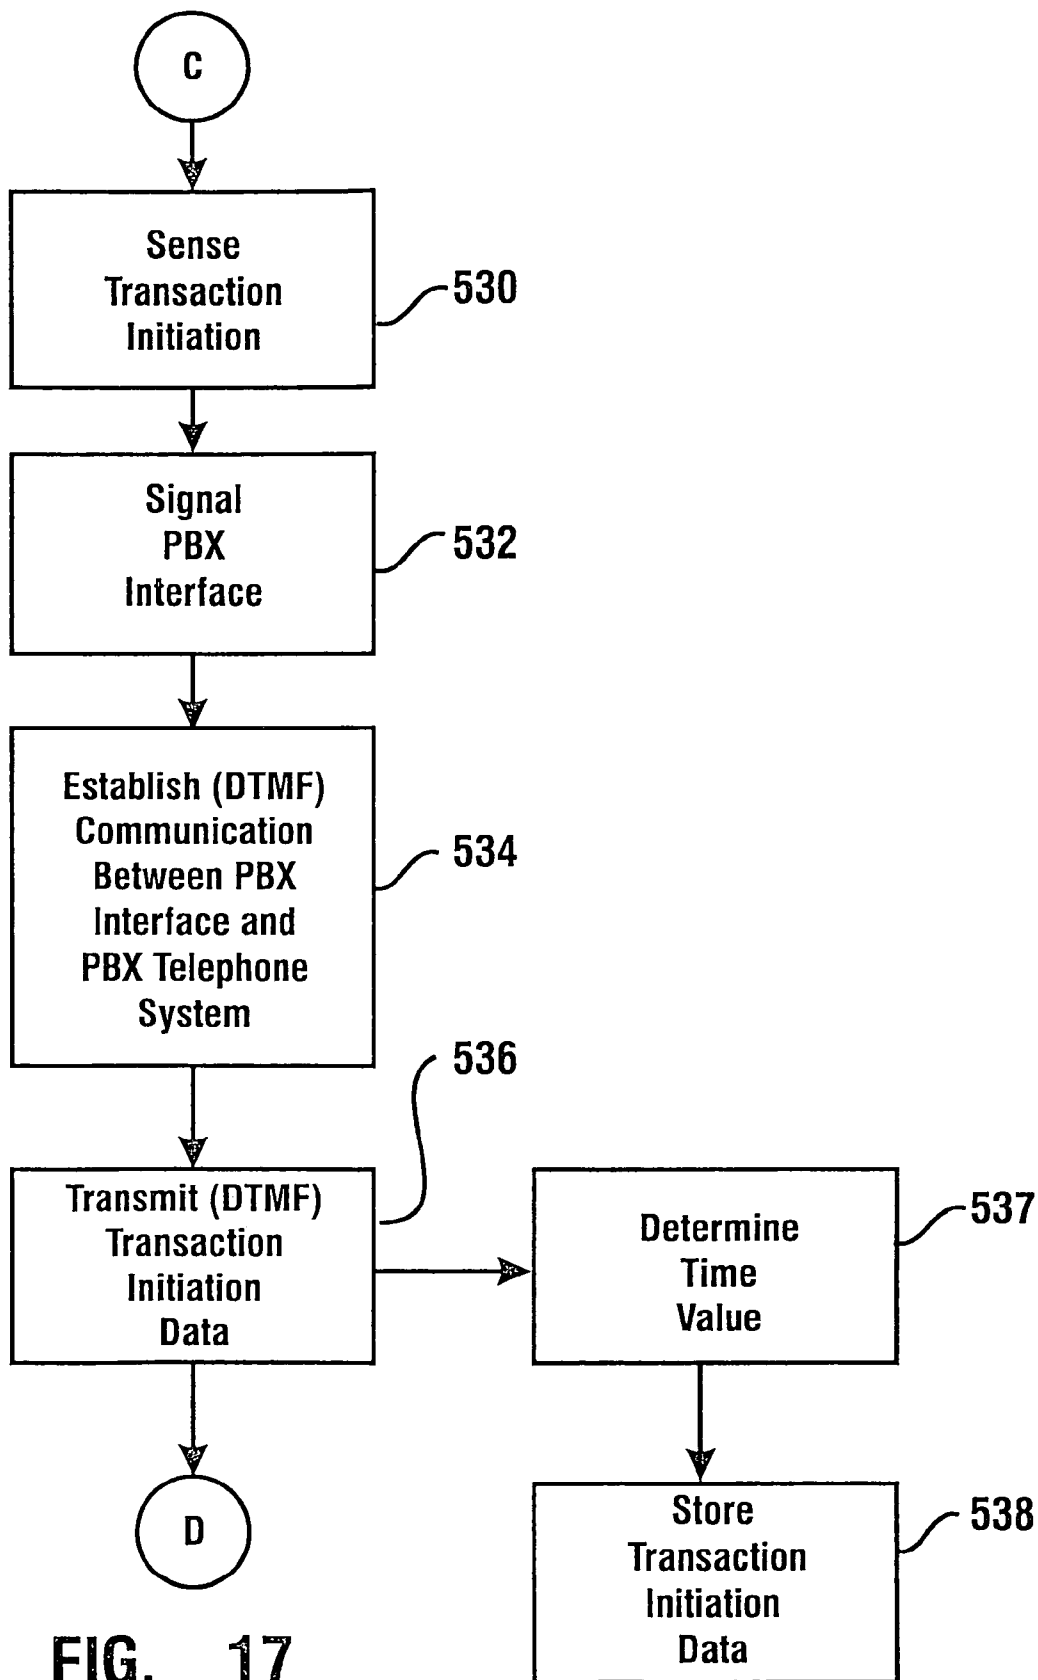 C
Sense
Transaction
Initiation
530
Signal
PBX
Interface
532
Establish (DTMF)
Communication
Between PBX
Interface and
PBX Telephone
System
534
536
Transmit (DTMF)
Transaction
Initiation
Data
Determine
Time
Value
537
D
Store
Transaction
Initiation
Data
538
FIG. 17